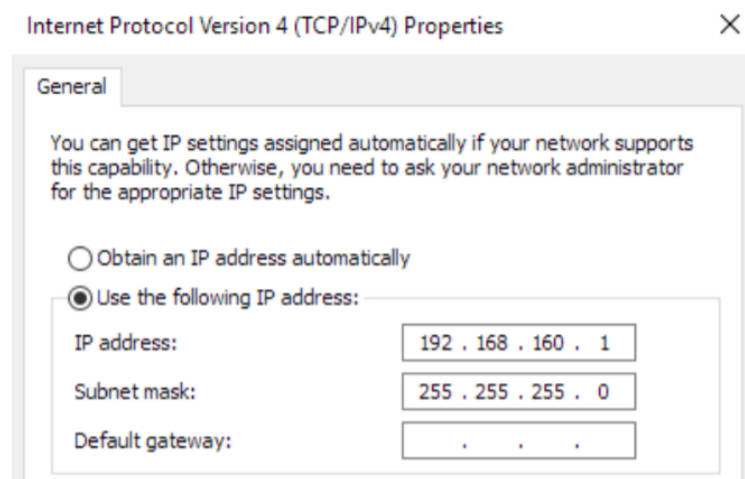 Internet Protocol Version 4 (TCP/IPv4) Properties
General
You can get IP settings assigned automatically if your network supports
this capability. Otherwise, you need to ask your network administrator
for the appropriate IP settings.
Obtain an IP address automatically
Use the following IP address:
IP address: 192 . 168 . 160 . 1
Subnet mask: 255 . 255 . 255 . 0
Default gateway: . . .